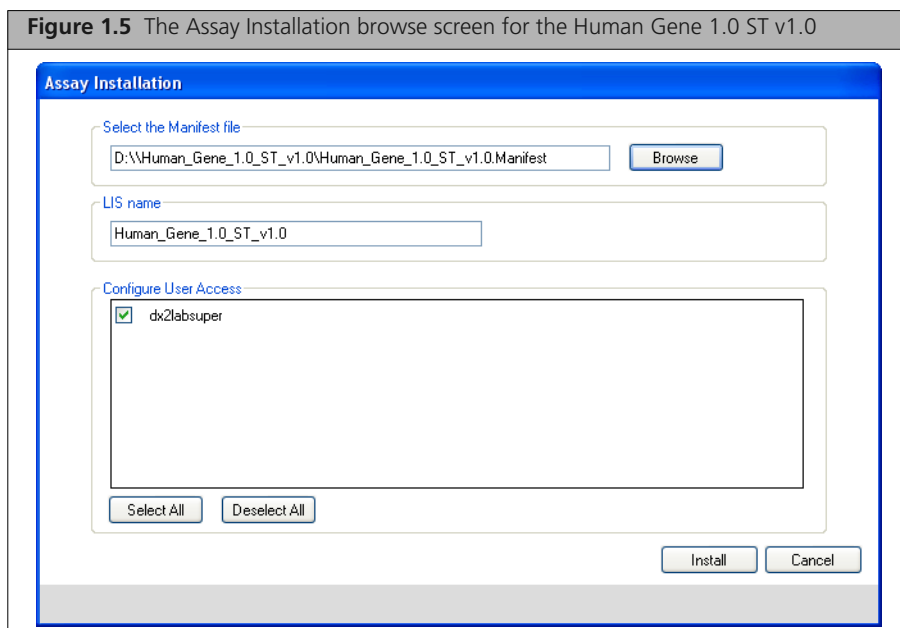 Figure 1.5 The Assay Installation browse screen for the Human Gene 1.0 ST v1.0
Assay Installation
Select the Manifest file
D:\\Human_Gene_1.0_ST_v1.0\Human_Gene_1.0_ST_v1.0.Manifest
Browse
LIS name
Human_Gene_1.0_ST_v1.0
Configure User Access
dx2labsuper
Select All
Deselect All
Install
Cancel